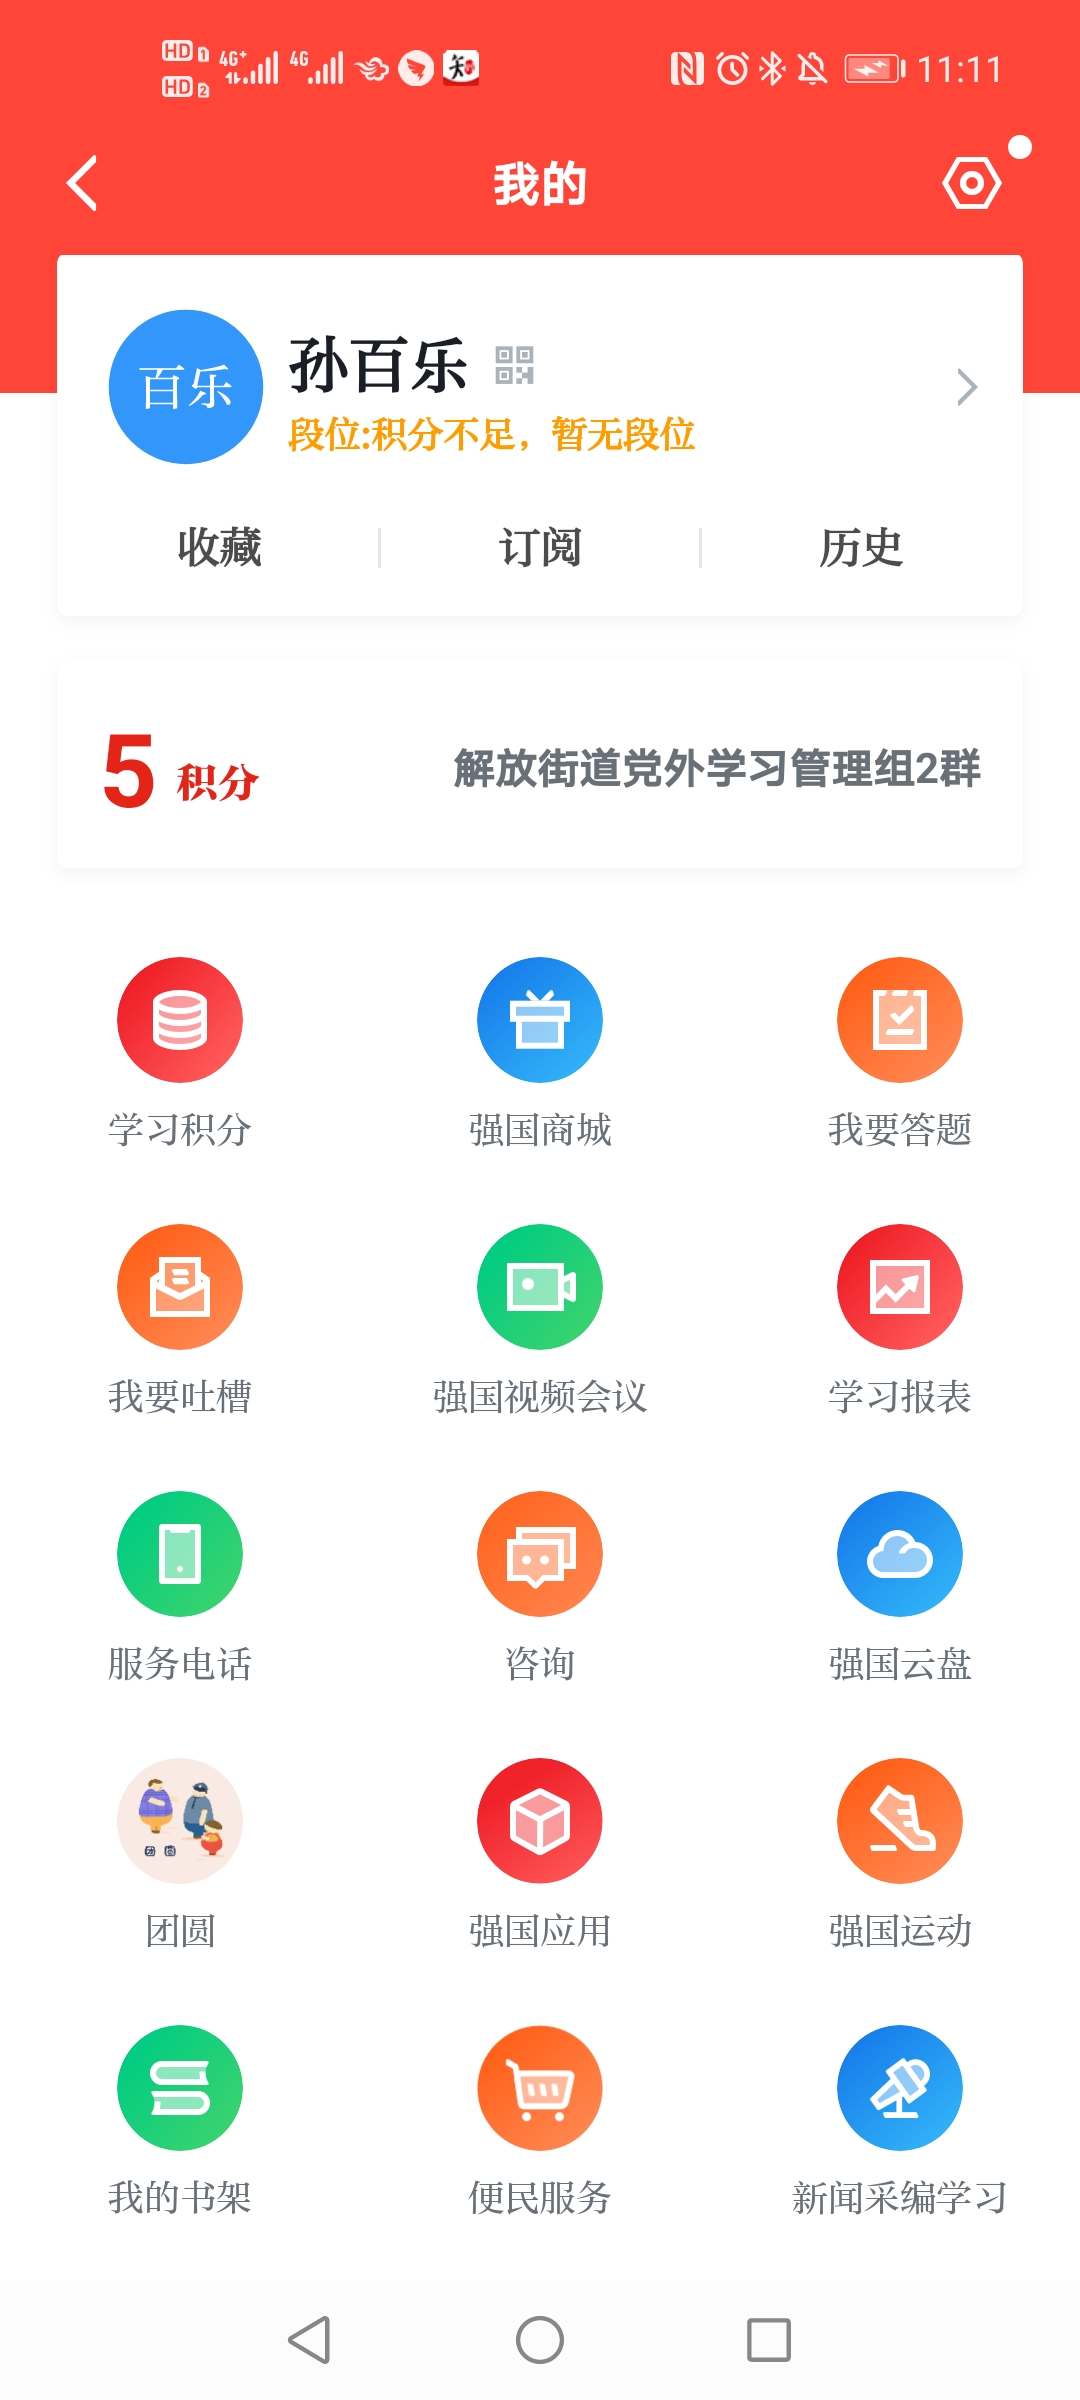 HD 1 4G+ 4G 11:11
HD 2
我的
百乐 孙百乐
段位:积分不足，暂无段位
收藏 订阅 历史
5 积分 解放街道党外学习管理组2群
学习积分 强国商城 我要答题
我要吐槽 强国视频会议 学习报表
服务电话 咨询 强国云盘
团圆 强国应用 强国运动
我的书架 便民服务 新闻采编学习